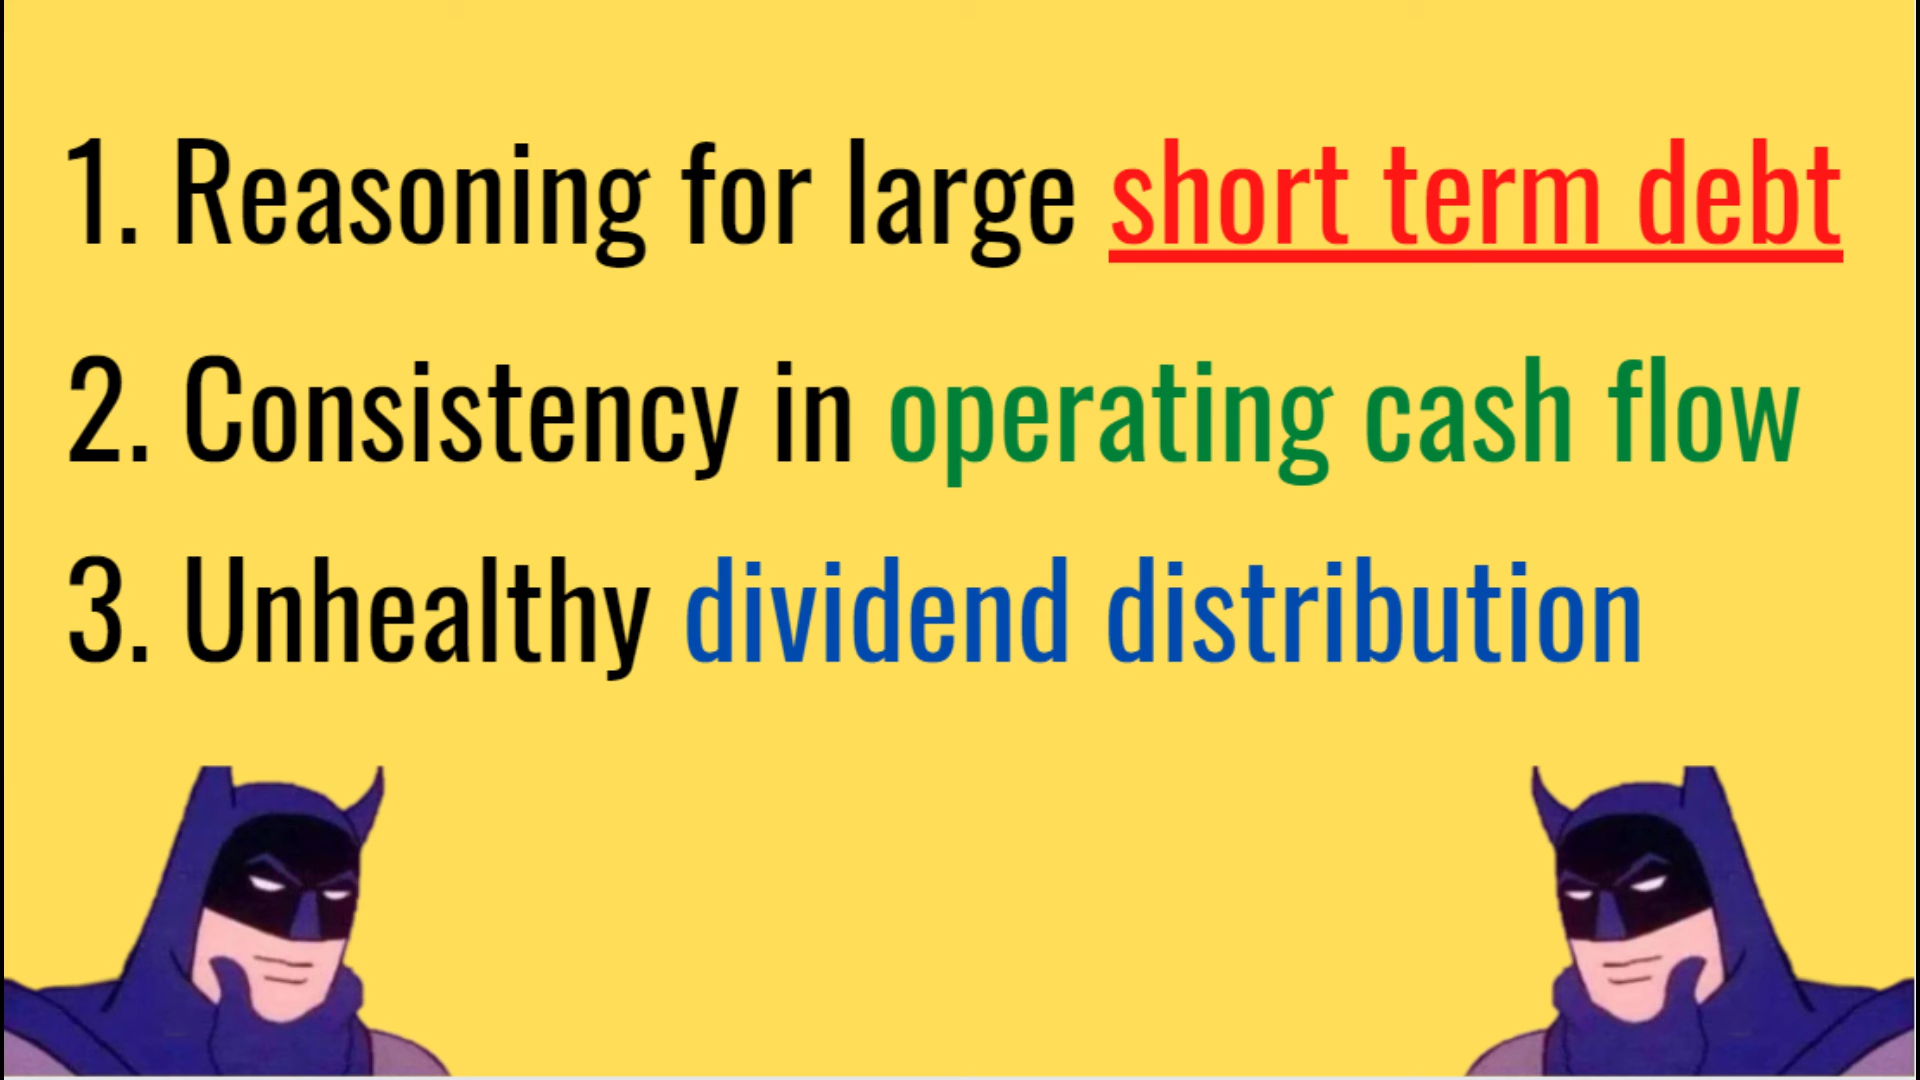 1. Reasoning for large short term debt
2. Consistency in operating cash flow
3. Unhealthy dividend distribution